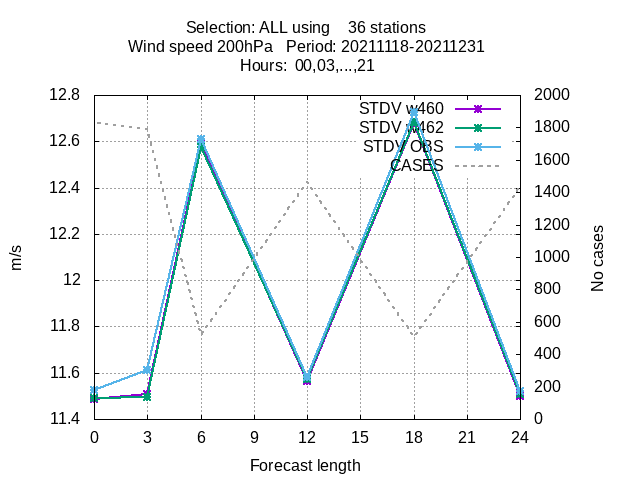 Selection: ALL using 36 stations
Wind speed 200hPa Period: 20211118-20211231
Hours: 00,03,...,21
12.8
12.6
12.4
12.2
12
11.8
11.6
11.4
2000
1800
1600
1400
1200
1000
800
600
400
200
0
STDV w460
STDV w462
STDV OBS
CASES
m/s
No cases
0 3 6 9 12 15 18 21 24
Forecast length